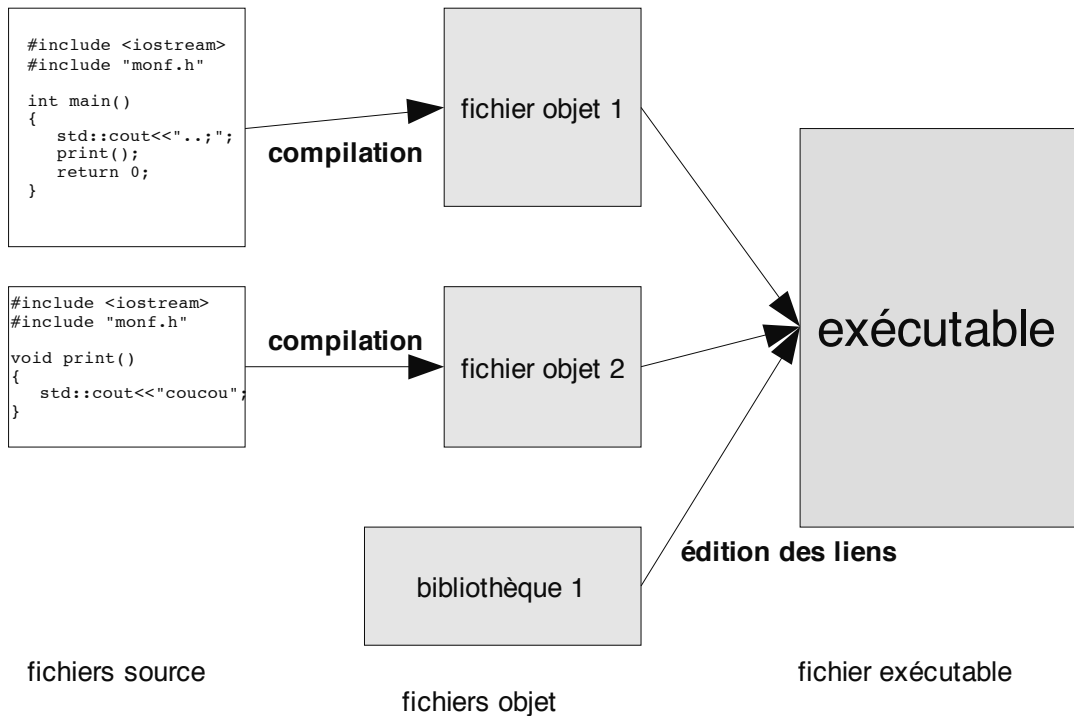 #include <iostream>
#include "monf.h"
int main()
{
std::cout<<"..;";
print();
return 0;
}
compilation
fichier objet 1
#include <iostream>
#include "monf.h"
void print()
{
std::cout<<"coucou";
}
compilation
fichier objet 2
exécutable
bibliothèque 1
édition des liens
fichiers source
fichiers objet
fichier exécutable